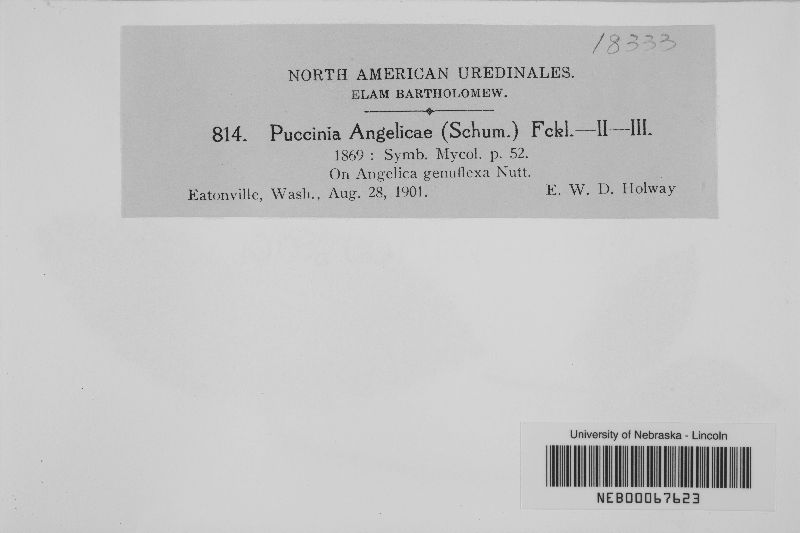 18333
NORTH AMERICAN UREDINALES.
ELAM BARTHOLOMEW.
814. Puccinia Angelicae (Schum.) Fckl.—II—III.
1869 : Symb. Mycol. p. 52.
On Angelica genuflexa Nutt.
Eatonville, Wash., Aug. 28, 1901. E. W. D. Holway
University of Nebraska - Lincoln
NEB00067623